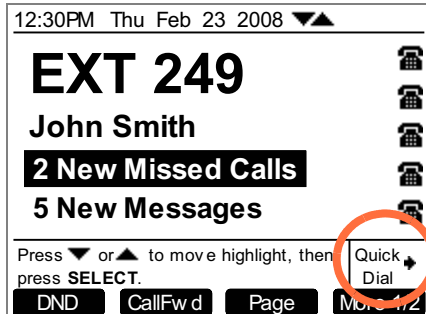 12:30PM Thu Feb 23 2008 ▼▲
EXT 249
John Smith
2 New Missed Calls
5 New Messages
Press ▼ or ▲ to move highlight, then
press SELECT.
Quick
Dial
DND CallFwd Page More 1/2